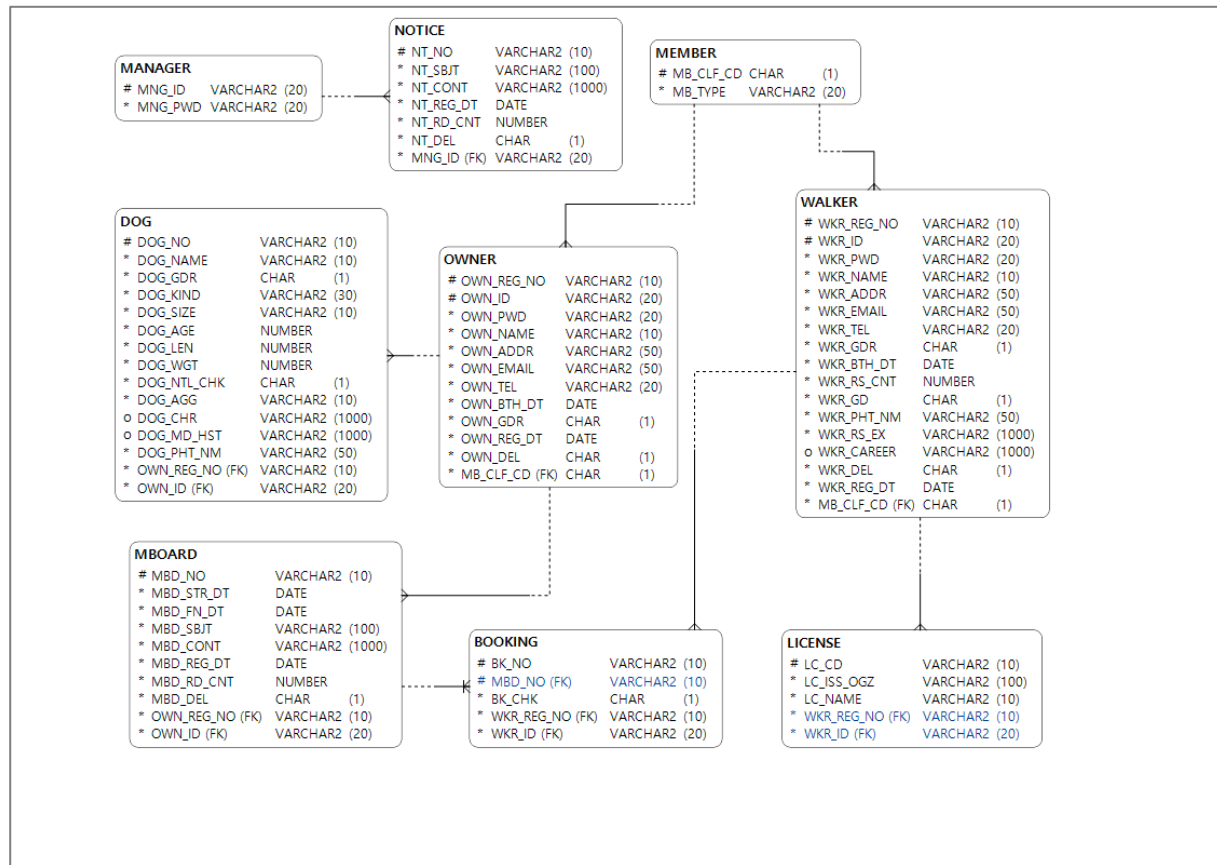 MANAGER
# MNG_ID VARCHAR2 (20)
* MNG_PWD VARCHAR2 (20)
NOTICE
# NT_NO VARCHAR2 (10)
* NT_SBJT VARCHAR2 (100)
* NT_CONT VARCHAR2 (1000)
* NT_REG_DT DATE
* NT_RD_CNT NUMBER
* NT_DEL CHAR (1)
* MNG_ID (FK) VARCHAR2 (20)
MEMBER
# MB_CLF_CD CHAR (1)
* MB_TYPE VARCHAR2 (20)
DOG
# DOG_NO VARCHAR2 (10)
* DOG_NAME VARCHAR2 (10)
* DOG_GDR CHAR (1)
* DOG_KIND VARCHAR2 (30)
* DOG_SIZE VARCHAR2 (10)
* DOG_AGE NUMBER
* DOG_LEN NUMBER
* DOG_WGT NUMBER
* DOG_NTL_CHK CHAR (1)
* DOG_AGG VARCHAR2 (10)
o DOG_CHR VARCHAR2 (1000)
o DOG_MD_HST VARCHAR2 (1000)
* DOG_PHT_NM VARCHAR2 (50)
* OWN_REG_NO (FK) VARCHAR2 (10)
* OWN_ID (FK) VARCHAR2 (20)
OWNER
# OWN_REG_NO VARCHAR2 (10)
# OWN_ID VARCHAR2 (20)
* OWN_PWD VARCHAR2 (20)
* OWN_NAME VARCHAR2 (10)
* OWN_ADDR VARCHAR2 (50)
* OWN_EMAIL VARCHAR2 (50)
* OWN_TEL VARCHAR2 (20)
* OWN_BTH_DT DATE
* OWN_GDR CHAR (1)
* OWN_REG_DT DATE
* OWN_DEL CHAR (1)
* MB_CLF_CD (FK) CHAR (1)
WALKER
# WKR_REG_NO VARCHAR2 (10)
# WKR_ID VARCHAR2 (20)
* WKR_PWD VARCHAR2 (20)
* WKR_NAME VARCHAR2 (10)
* WKR_ADDR VARCHAR2 (50)
* WKR_EMAIL VARCHAR2 (50)
* WKR_TEL VARCHAR2 (20)
* WKR_GDR CHAR (1)
* WKR_BTH_DT DATE
* WKR_RS_CNT NUMBER
* WKR_GD CHAR (1)
* WKR_PHT_NM VARCHAR2 (50)
* WKR_RS_EX VARCHAR2 (1000)
o WKR_CAREER VARCHAR2 (1000)
* WKR_DEL CHAR (1)
* WKR_REG_DT DATE
* MB_CLF_CD (FK) CHAR (1)
MBOARD
# MBD_NO VARCHAR2 (10)
* MBD_STR_DT DATE
* MBD_FN_DT DATE
* MBD_SBJT VARCHAR2 (100)
* MBD_CONT VARCHAR2 (1000)
* MBD_REG_DT DATE
* MBD_RD_CNT NUMBER
* MBD_DEL CHAR (1)
* OWN_REG_NO (FK) VARCHAR2 (10)
* OWN_ID (FK) VARCHAR2 (20)
BOOKING
# BK_NO VARCHAR2 (10)
# MBD_NO (FK) VARCHAR2 (10)
* BK_CHK CHAR (1)
* WKR_REG_NO (FK) VARCHAR2 (10)
* WKR_ID (FK) VARCHAR2 (20)
LICENSE
# LC_CD VARCHAR2 (10)
* LC_ISS_OGZ VARCHAR2 (100)
* LC_NAME VARCHAR2 (10)
* WKR_REG_NO (FK) VARCHAR2 (10)
* WKR_ID (FK) VARCHAR2 (20)